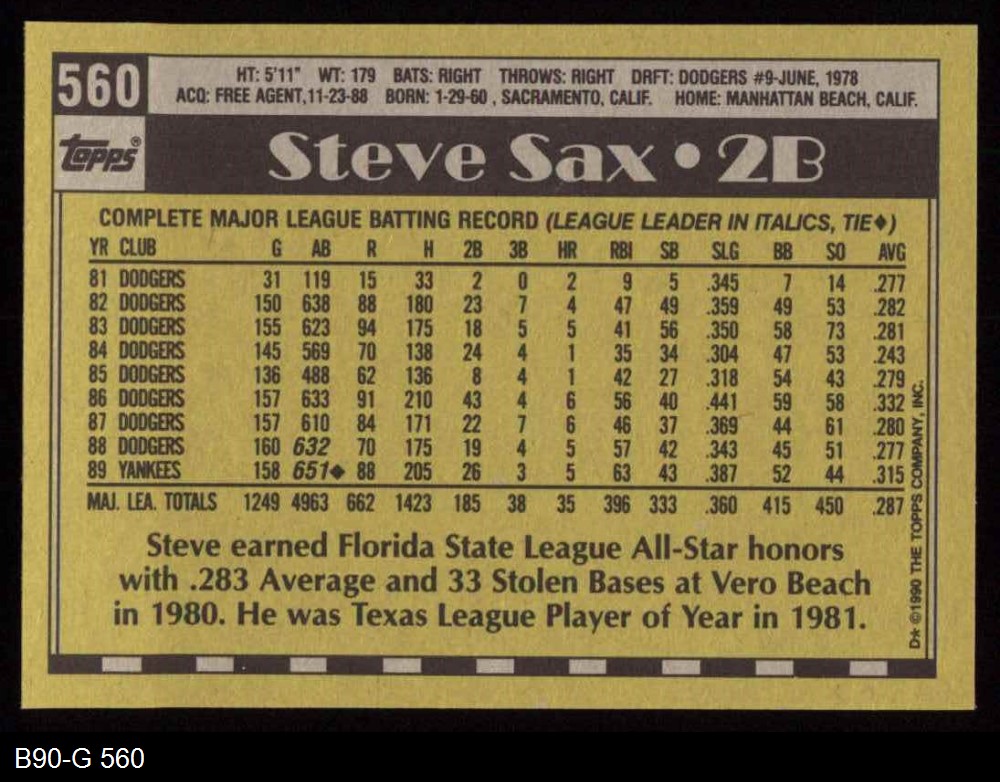 560
HT: 5'11" WT: 179 BATS: RIGHT THROWS: RIGHT DRFT: DODGERS #9-JUNE, 1978
ACQ: FREE AGENT,11-23-88 BORN: 1-29-60 , SACRAMENTO, CALIF. HOME: MANHATTAN BEACH, CALIF.
Topps®
Steve Sax • 2B
COMPLETE MAJOR LEAGUE BATTING RECORD (LEAGUE LEADER IN ITALICS, TIE♦)
YR CLUB G AB R H 2B 3B HR RBI SB SLG BB SO AVG
81 DODGERS 31 119 15 33 2 0 2 9 5 .345 7 14 .277
82 DODGERS 150 638 88 180 23 7 4 47 49 .359 49 53 .282
83 DODGERS 155 623 94 175 18 5 5 41 56 .350 58 73 .281
84 DODGERS 145 569 70 138 24 4 1 35 34 .304 47 53 .243
85 DODGERS 136 488 62 136 8 4 1 42 27 .318 54 43 .279
86 DODGERS 157 633 91 210 43 4 6 56 40 .441 59 58 .332
87 DODGERS 157 610 84 171 22 7 6 46 37 .369 44 61 .280
88 DODGERS 160 632 70 175 19 4 5 57 42 .343 45 51 .277
89 YANKEES 158 651♦ 88 205 26 3 5 63 43 .387 52 44 .315
MAJ. LEA. TOTALS 1249 4963 662 1423 185 38 35 396 333 .360 415 450 .287
Steve earned Florida State League All-Star honors
with .283 Average and 33 Stolen Bases at Vero Beach
in 1980. He was Texas League Player of Year in 1981.
D* ©1990 THE TOPPS COMPANY, INC.
B90-G 560